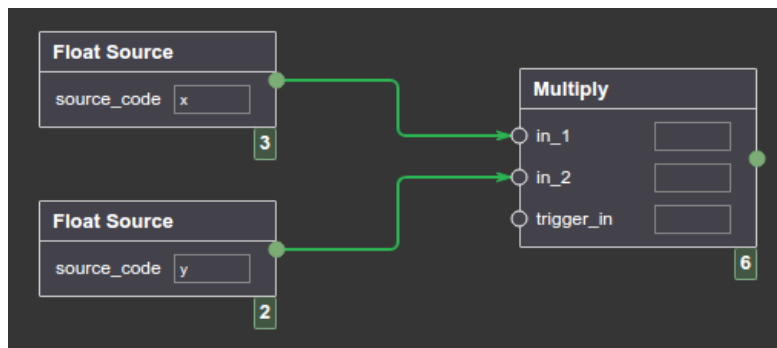 Float Source
source_code x
3
Float Source
source_code y
2
Multiply
in_1
in_2
trigger_in
6